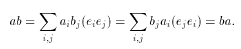 $ab = \sum_{i,j} a_i b_j (e_i e_j) = \sum_{i,j} b_j a_i (e_j e_i) = ba.$